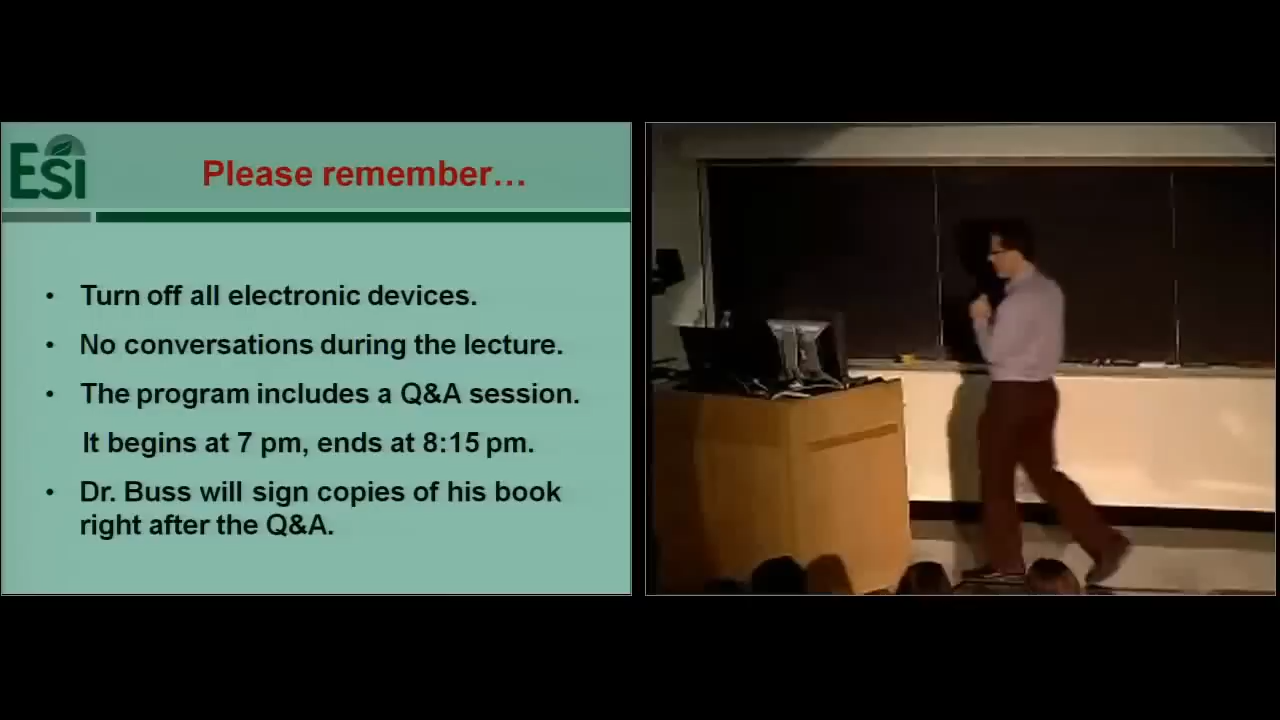 ESI
Please remember…
• Turn off all electronic devices.
• No conversations during the lecture.
• The program includes a Q&A session.
It begins at 7 pm, ends at 8:15 pm.
• Dr. Buss will sign copies of his book
right after the Q&A.